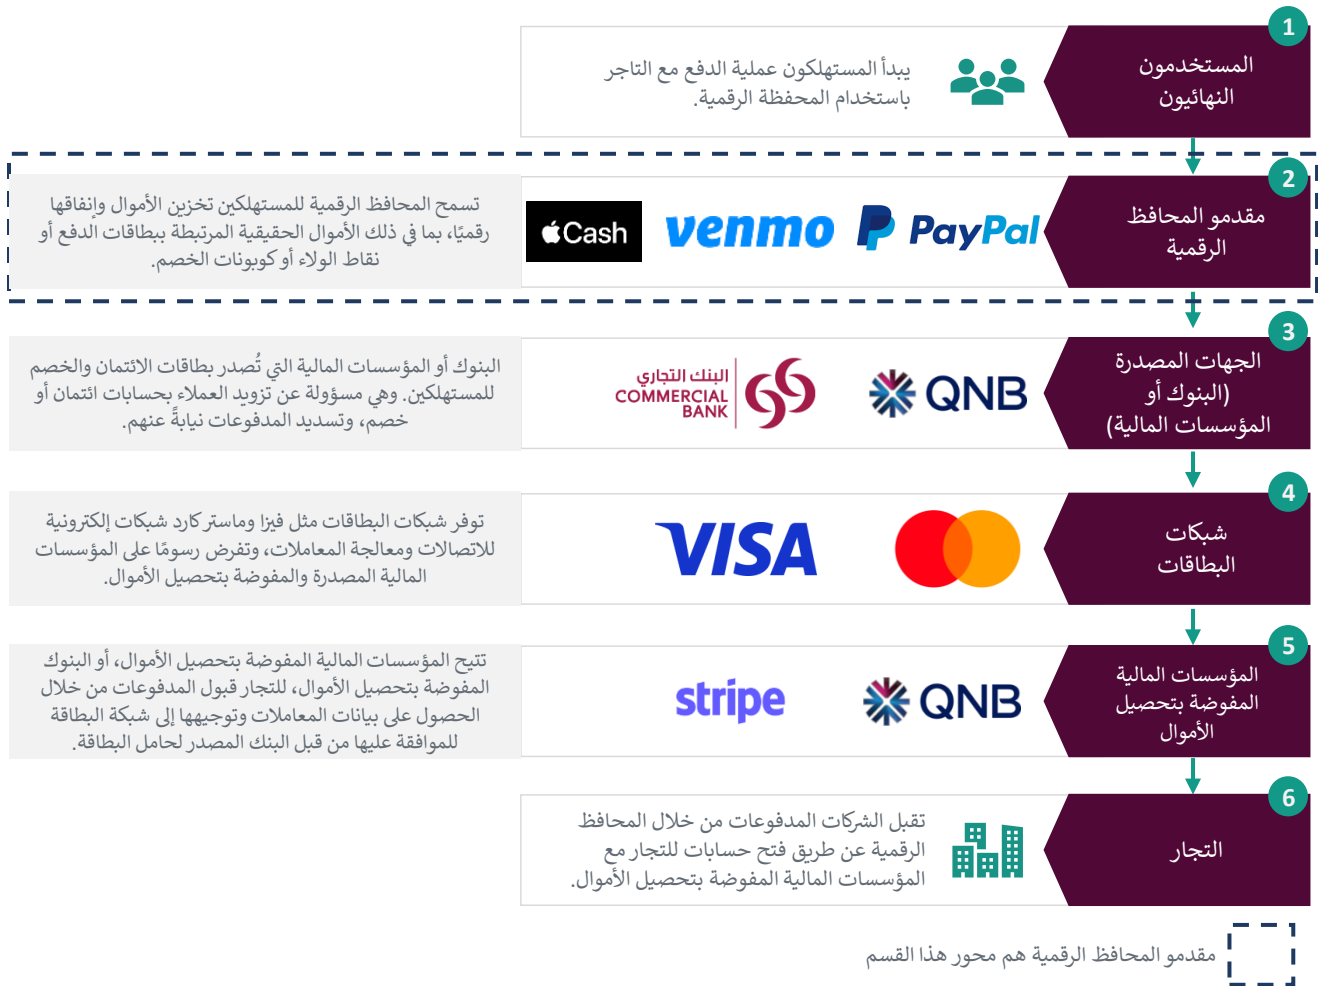 1
المستخدمون
النهائيون
يبدأ المستهلكون عملية الدفع مع التاجر
باستخدام المحفظة الرقمية.
2
مقدمو المحافظ
الرقمية
PayPal
venmo
Cash
تسمح المحافظ الرقمية للمستهلكين تخزين الأموال وإنفاقها
رقميًا، بما في ذلك الأموال الحقيقية المرتبطة ببطاقات الدفع أو
نقاط الولاء أو كوبونات الخصم.
3
الجهات المصدرة
(البنوك أو
المؤسسات المالية)
QNB
البنك التجاري
COMMERCIAL
BANK
البنوك أو المؤسسات المالية التي تُصدر بطاقات الائتمان والخصم
للمستهلكين. وهي مسؤولة عن تزويد العملاء بحسابات ائتمان أو
خصم، وتسديد المدفوعات نيابةً عنهم.
4
شبكات
البطاقات
VISA
توفر شبكات البطاقات مثل فيزا وماستر كارد شبكات إلكترونية
للاتصالات ومعالجة المعاملات، وتفرض رسومًا على المؤسسات
المالية المصدرة والمفوضة بتحصيل الأموال.
5
المؤسسات المالية
المفوضة بتحصيل
الأموال
QNB
stripe
تتيح المؤسسات المالية المفوضة بتحصيل الأموال، أو البنوك
المفوضة بتحصيل الأموال، للتجار قبول المدفوعات من خلال
الحصول على بيانات المعاملات وتوجيهها إلى شبكة البطاقة
للموافقة عليها من قبل البنك المصدر لحامل البطاقة.
6
التجار
تقبل الشركات المدفوعات من خلال المحافظ
الرقمية عن طريق فتح حسابات للتجار مع
المؤسسات المالية المفوضة بتحصيل الأموال.
مقدمو المحافظ الرقمية هم محور هذا القسم